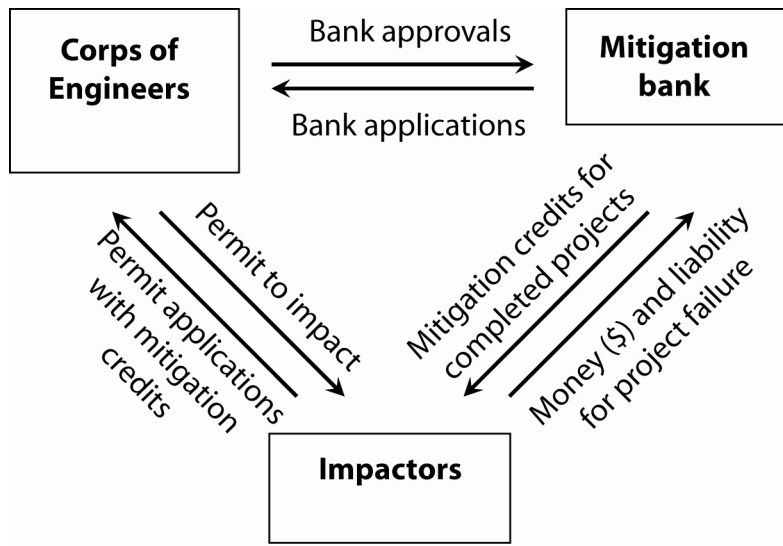 Corps of
Engineers
Bank approvals
Bank applications
Mitigation
bank
Permit to impact
Permit applications
with mitigation
credits
Mitigation credits for
completed projects
Money ($) and liability
for project failure
Impactors